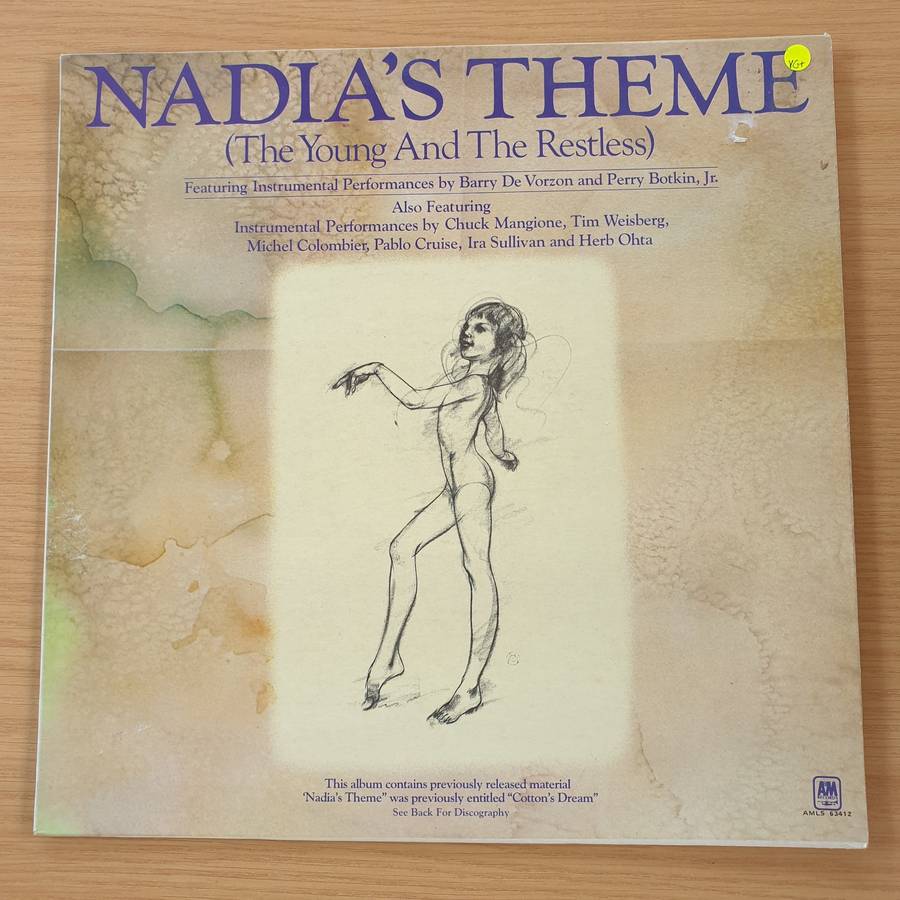 NADIA'S THEME
VG+
(The Young And The Restless)
Featuring Instrumental Performances by Barry De Vorzon and Perry Botkin, Jr.
Also Featuring
Instrumental Performances by Chuck Mangione, Tim Weisberg,
Michel Colombier, Pablo Cruise, Ira Sullivan and Herb Ohta
This album contains previously released material
'Nadia's Theme" was previously entitled "Cotton's Dream"
See Back For Discography
A&M
RECORDS
AMLS 63412